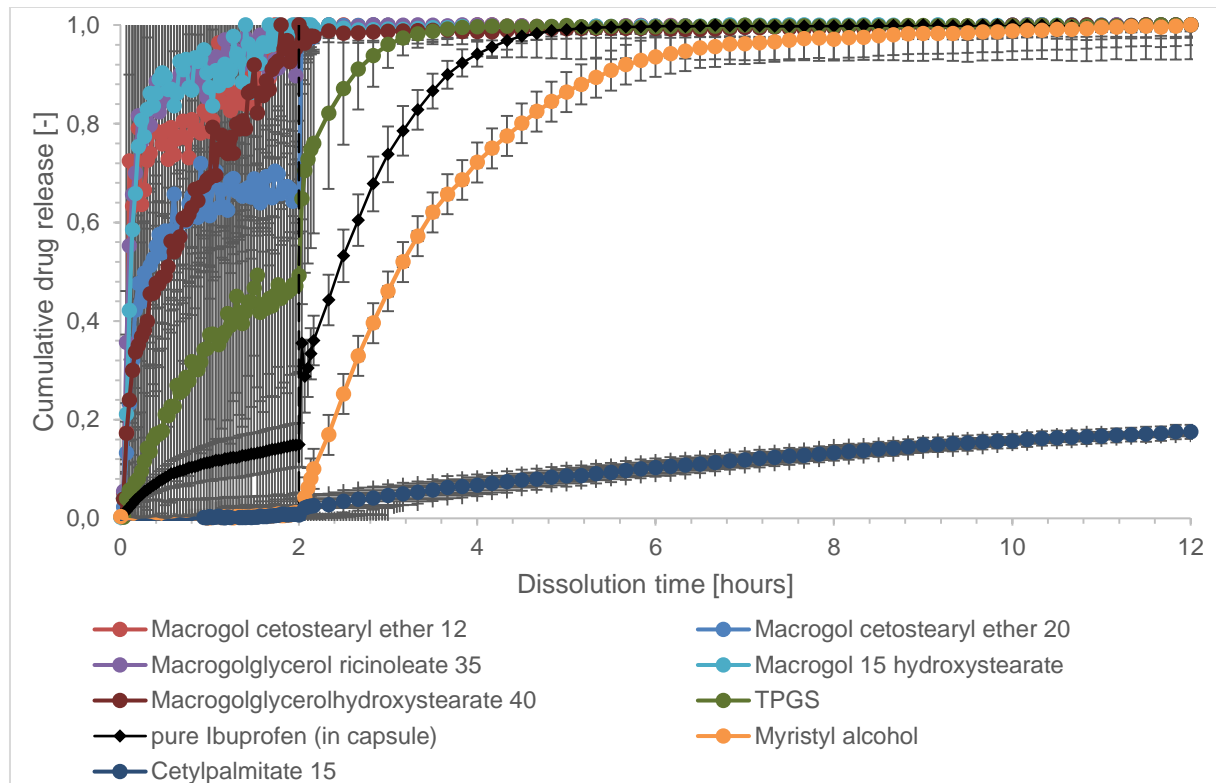 Cumulative drug release [-]
1,0
0,8
0,6
0,4
0,2
0,0
0 2 4 6 8 10 12
Dissolution time [hours]
Macrogol cetostearyl ether 12 Macrogol cetostearyl ether 20
Macrogolglycerol ricinoleate 35 Macrogol 15 hydroxystearate
Macrogolglycerolhydroxystearate 40 TPGS
pure Ibuprofen (in capsule) Myristyl alcohol
Cetylpalmitate 15